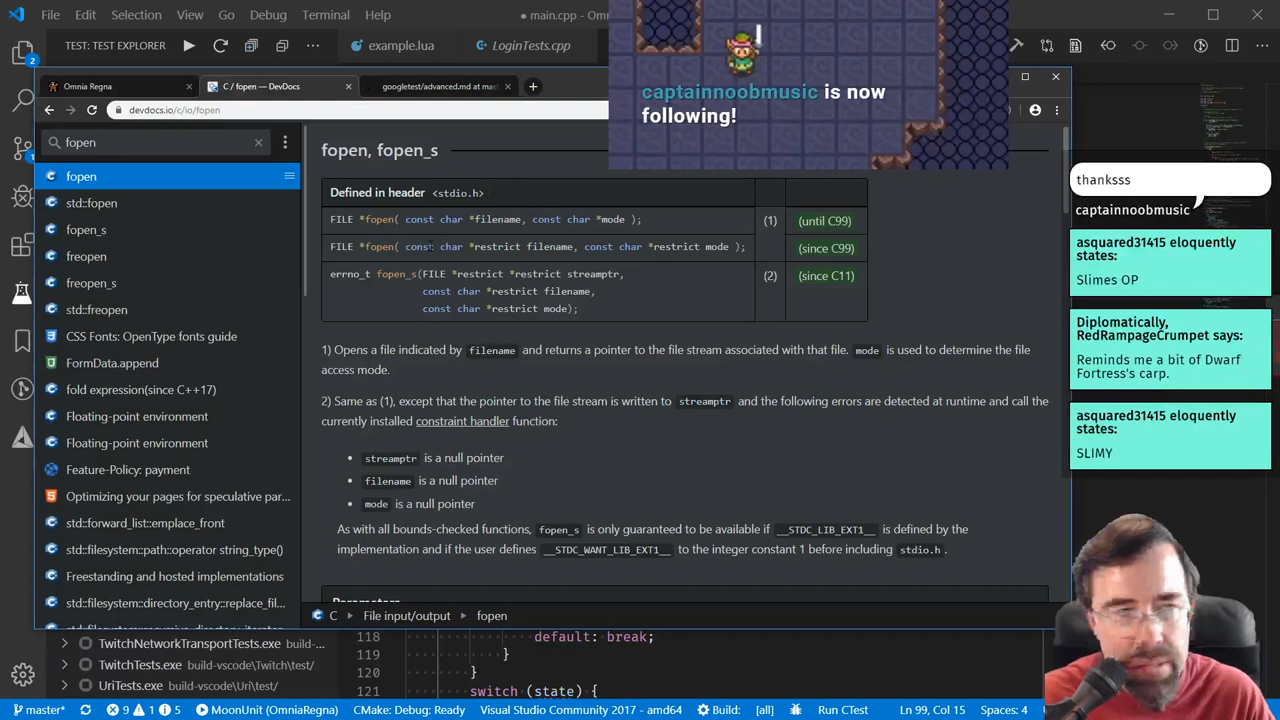 File Edit Selection View Go Debug Terminal Help
● main.cpp - Omni
TEST: TEST EXPLORER
example.lua
LoginTests.cpp
Omnia Regna
C / fopen — DevDocs
googletest/advanced.md at mas
devdocs.io/c/io/fopen
captainnoobmusic is now
following!
fopen
fopen
std::fopen
fopen_s
freopen
freopen_s
std::freopen
CSS Fonts: OpenType fonts guide
FormData.append
fold expression(since C++17)
Floating-point environment
Floating-point environment
Feature-Policy: payment
Optimizing your pages for speculative par...
std::forward_list::emplace_front
std::filesystem::path::operator string_type()
Freestanding and hosted implementations
std::filesystem::directory_entry::replace_fil...
fopen, fopen_s
Defined in header <stdio.h>
FILE *fopen( const char *filename, const char *mode ); (1) (until C99)
FILE *fopen( const char *restrict filename, const char *restrict mode ); (since C99)
errno_t fopen_s(FILE *restrict *restrict streamptr, (2) (since C11)
const char *restrict filename,
const char *restrict mode);
1) Opens a file indicated by filename and returns a pointer to the file stream associated with that file. mode is used to determine the file
access mode.
2) Same as (1), except that the pointer to the file stream is written to streamptr and the following errors are detected at runtime and call the
currently installed constraint handler function:
• streamptr is a null pointer
• filename is a null pointer
• mode is a null pointer
As with all bounds-checked functions, fopen_s is only guaranteed to be available if __STDC_LIB_EXT1__ is defined by the
implementation and if the user defines __STDC_WANT_LIB_EXT1__ to the integer constant 1 before including stdio.h.
C File input/output fopen
thanksss
captainnoobmusic
asquared31415 eloquently
states:
Slimes OP
Diplomatically,
RedRampageCrumpet says:
Reminds me a bit of Dwarf
Fortress's carp.
asquared31415 eloquently
states:
SLIMY
TwitchNetworkTransportTests.exe build-...
TwitchTests.exe build-vscode\Twitch\test/
UriTests.exe build-vscode\Uri\test/
118 default: break;
119 }
120 }
121 switch (state) {
master* 9 1 5 MoonUnit (OmniaRegna) CMake: Debug: Ready Visual Studio Community 2017 - amd64 Build: [all] Run CTest Ln 99, Col 15 Spaces: 4